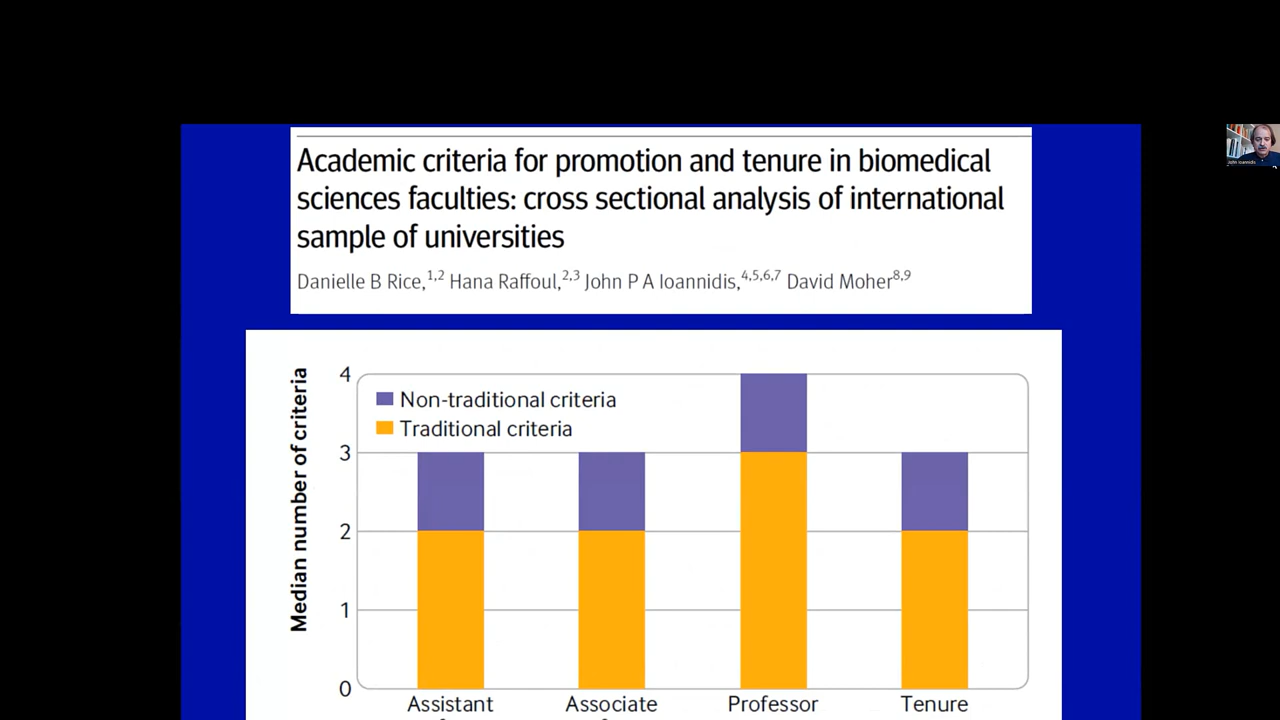 Academic criteria for promotion and tenure in biomedical
sciences faculties: cross sectional analysis of international
sample of universities
Danielle B Rice,1,2 Hana Raffoul,2,3 John P A Ioannidis,4,5,6,7 David Moher8,9
John Ioannidis
Median number of criteria
4
3
2
1
0
Non-traditional criteria
Traditional criteria
Assistant
Associate
Professor
Tenure